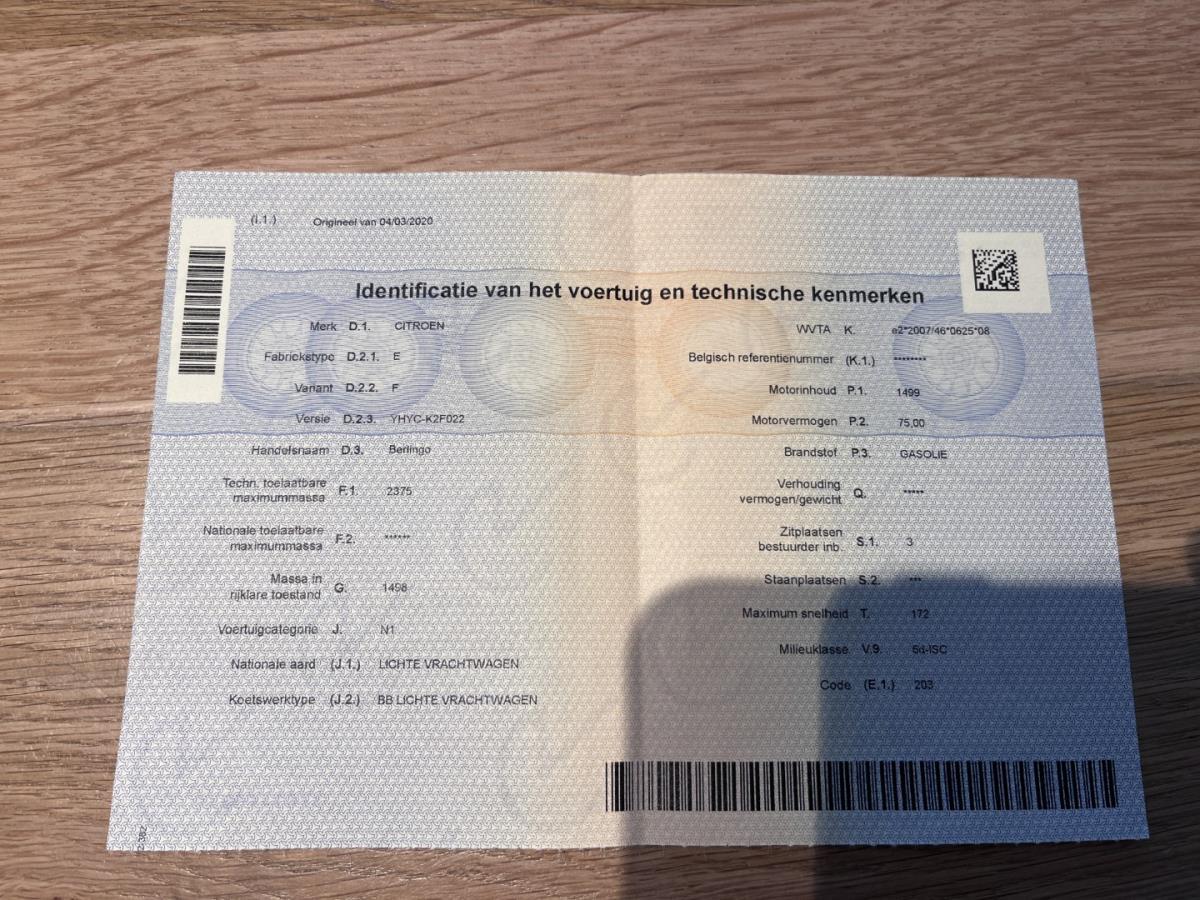 (I.1.) Origineel van 04/03/2020
Identificatie van het voertuig en technische kenmerken
Merk D.1. CITROEN
Fabriekstype D.2.1. E
Variant D.2.2. F
Versie D.2.3. YHYC-K2F022
Handelsnaam D.3. Berlingo
Techn. toelaatbare
maximummassa F.1. 2375
Nationale toelaatbare
maximummassa F.2. ******
Massa in
rijklare toestand G. 1498
Voertuigcategorie J. N1
Nationale aard (J.1.) LICHTE VRACHTWAGEN
Koetswerktype (J.2.) BB LICHTE VRACHTWAGEN
WVTA K. e2*2007/46*0625*08
Belgisch referentienummer (K.1.) ********
Motorinhoud P.1. 1499
Motorvermogen P.2. 75,00
Brandstof P.3. GASOLIE
Verhouding
vermogen/gewicht Q. *****
Zitplaatsen
bestuurder inb. S.1. 3
Staanplaatsen S.2. ***
Maximum snelheid T. 172
Milieuklasse V.9. 6d-ISC
Code (E.1.) 203